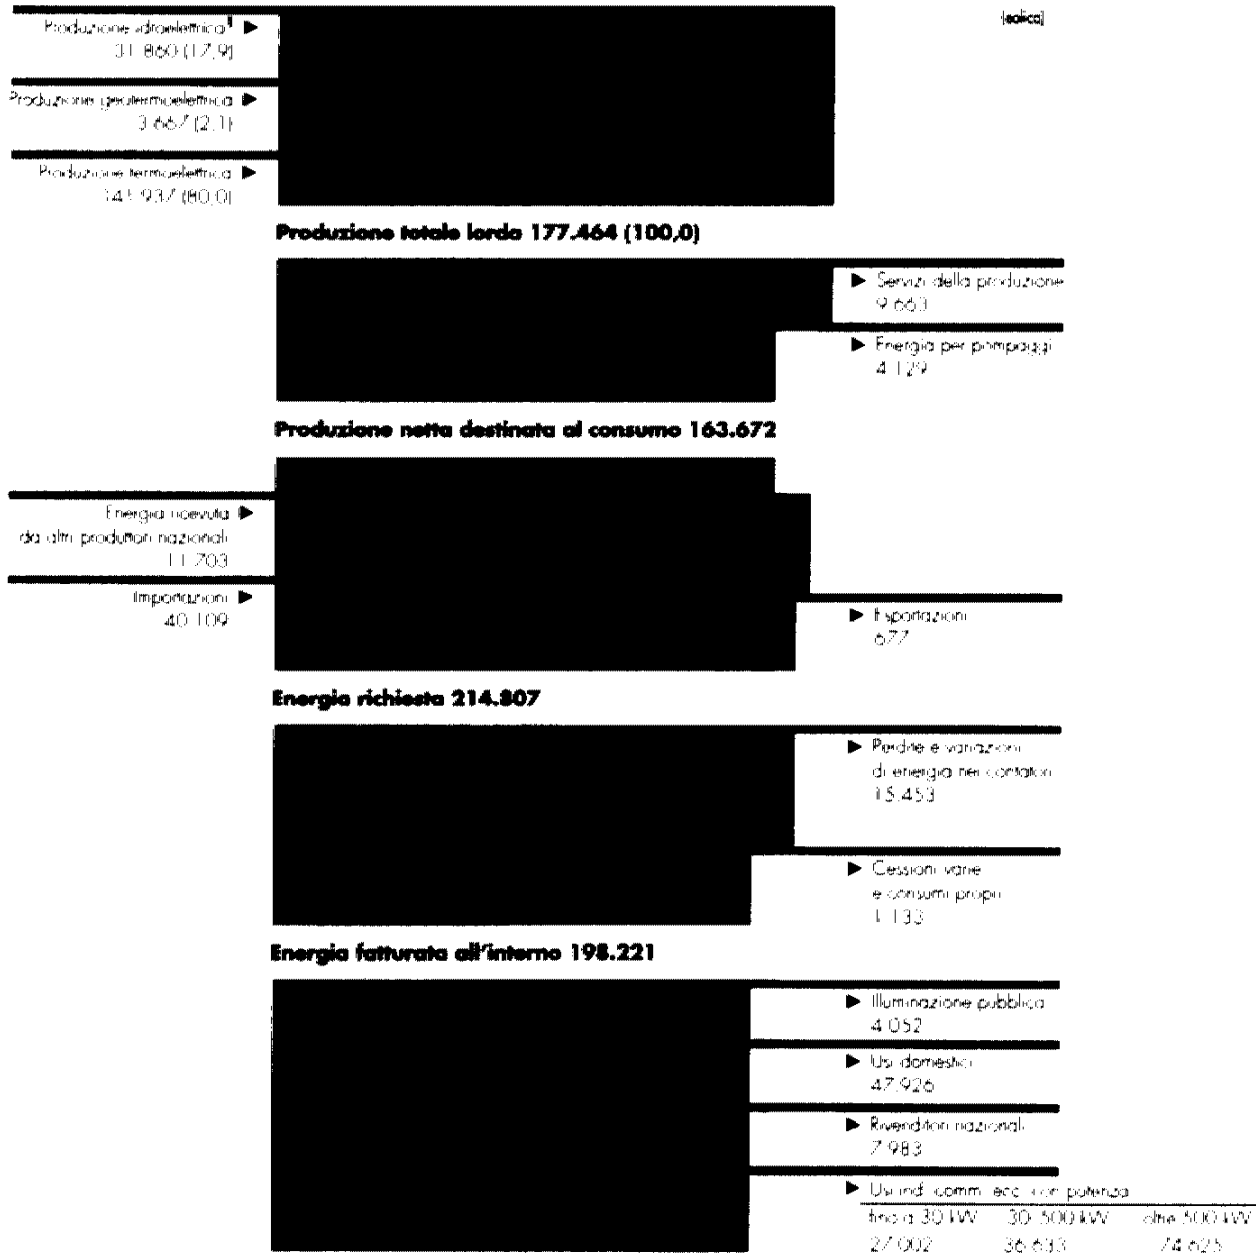 Produzione idroelettrica¹ ▶
31.860 (17,9)
(eolica)
Produzione geotermoelettrica ▶
3.667 (2,1)
Produzione termoelettrica ▶
141.937 (80,0)
Produzione totale lorda 177.464 (100,0)
▶ Servizi della produzione
9.663
▶ Energia per pompaggi
4.129
Produzione netta destinata al consumo 163.672
Energia ricevuta ▶
da altri produttori nazionali
11.703
Importazioni ▶
40.109
▶ Esportazioni
677
Energia richiesta 214.807
▶ Perdite e variazioni
di energia nei contatori
15.453
▶ Cessioni varie
e consumi propri
1.133
Energia fatturata all'interno 198.221
▶ Illuminazione pubblica
4.052
▶ Usi domestici
47.926
▶ Rivenditori nazionali
7.983
▶ Usi ind. comm. ecc. con potenza
fino a 30 kW 30-500 kW oltre 500 kW
27.002 36.633 74.625